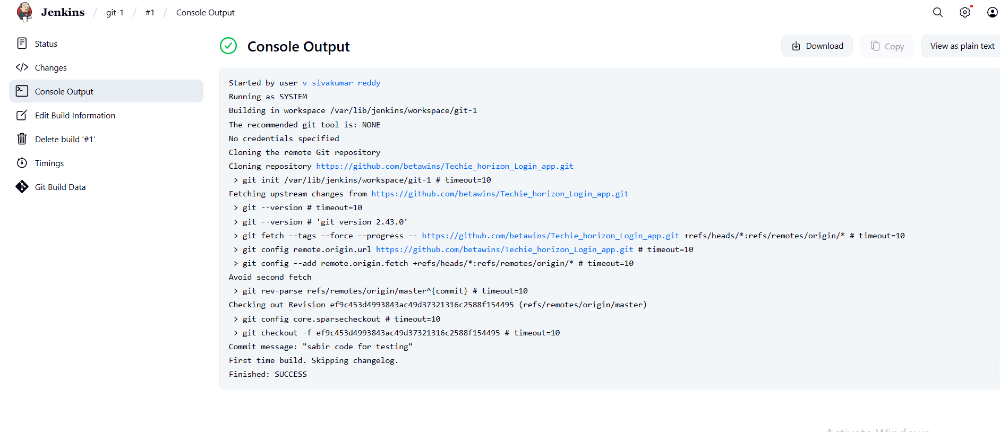 Jenkins / git-1 / #1 / Console Output
Status
Changes
Console Output
Edit Build Information
Delete build ‘#1’
Timings
Git Build Data
Console Output
Download
Copy
View as plain text
Started by user v sivakumar reddy
Running as SYSTEM
Building in workspace /var/lib/jenkins/workspace/git-1
The recommended git tool is: NONE
No credentials specified
Cloning the remote Git repository
Cloning repository https://github.com/betawins/Techie_horizon_Login_app.git
> git init /var/lib/jenkins/workspace/git-1 # timeout=10
Fetching upstream changes from https://github.com/betawins/Techie_horizon_Login_app.git
> git --version # timeout=10
> git --version # 'git version 2.43.0'
> git fetch --tags --force --progress -- https://github.com/betawins/Techie_horizon_Login_app.git +refs/heads/*:refs/remotes/origin/* # timeout=10
> git config remote.origin.url https://github.com/betawins/Techie_horizon_Login_app.git # timeout=10
> git config --add remote.origin.fetch +refs/heads/*:refs/remotes/origin/* # timeout=10
Avoid second fetch
> git rev-parse refs/remotes/origin/master^{commit} # timeout=10
Checking out Revision ef9c453d4993843ac49d37321316c2588f154495 (refs/remotes/origin/master)
> git config core.sparsecheckout # timeout=10
> git checkout -f ef9c453d4993843ac49d37321316c2588f154495 # timeout=10
Commit message: "sabir code for testing"
First time build. Skipping changelog.
Finished: SUCCESS
Activate Windows